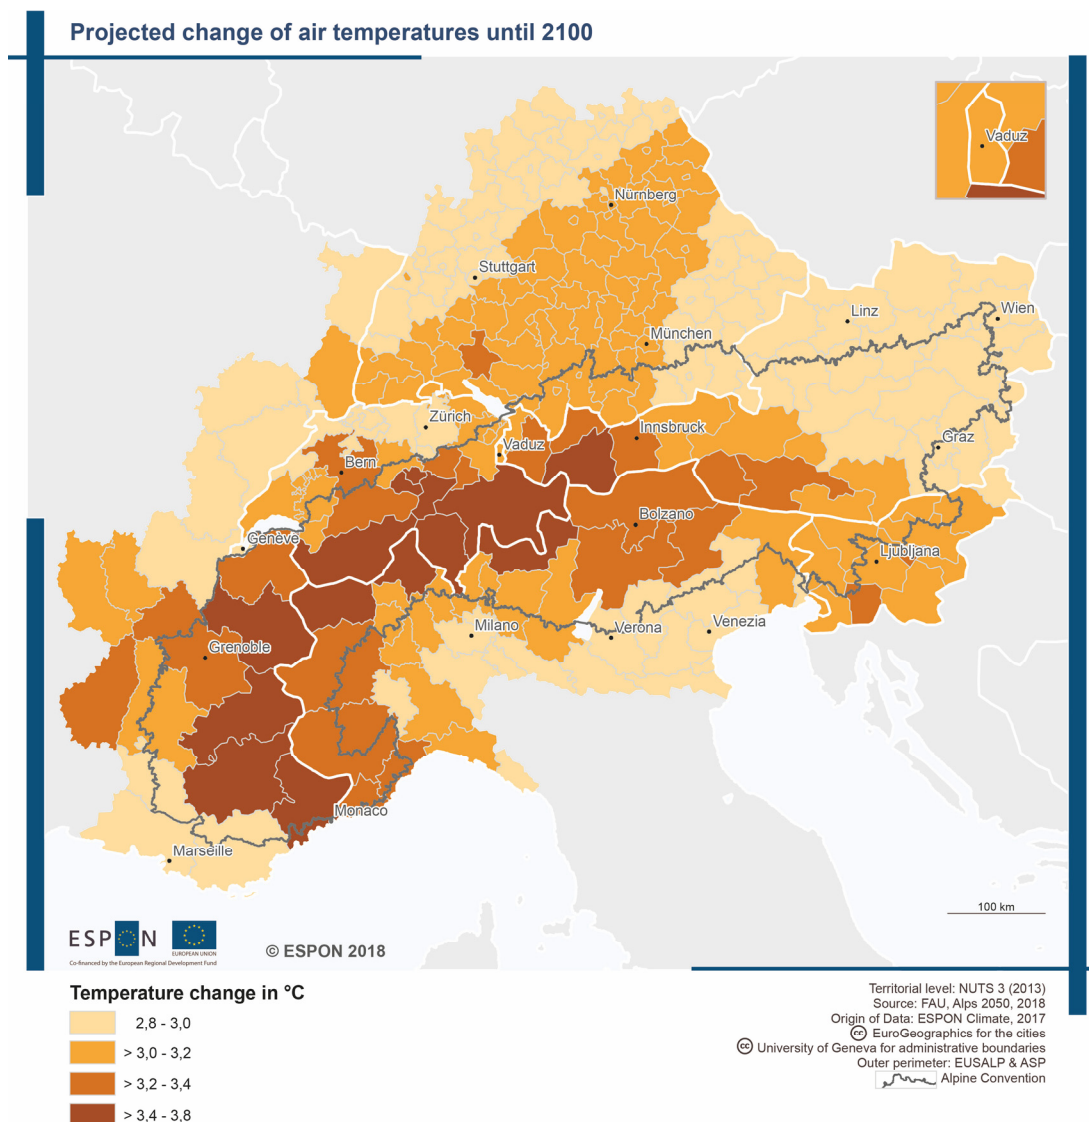 Projected change of air temperatures until 2100
Vaduz
Nürnberg
Stuttgart
Linz
Wien
München
Zürich
Innsbruck
Vaduz
Graz
Bern
Bolzano
Genève
Ljubljana
Milano
Verona
Venezia
Grenoble
Monaco
Marseille
100 km
ESPON
EUROPEAN UNION
Co-financed by the European Regional Development Fund
© ESPON 2018
Temperature change in °C
2,8 - 3,0
> 3,0 - 3,2
> 3,2 - 3,4
> 3,4 - 3,8
Territorial level: NUTS 3 (2013)
Source: FAU, Alps 2050, 2018
Origin of Data: ESPON Climate, 2017
cc EuroGeographics for the cities
cc University of Geneva for administrative boundaries
Outer perimeter: EUSALP & ASP
Alpine Convention